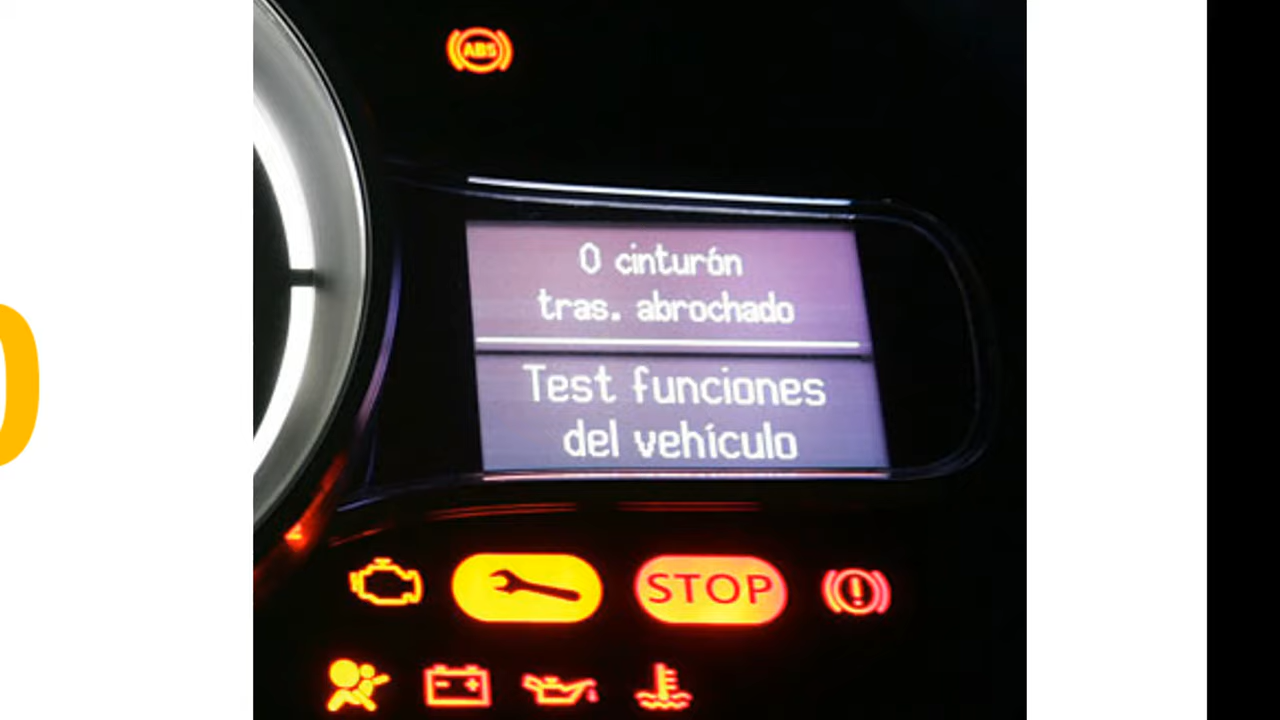 ABS
0 cinturón
tras. abrochado
Test funciones
del vehículo
STOP